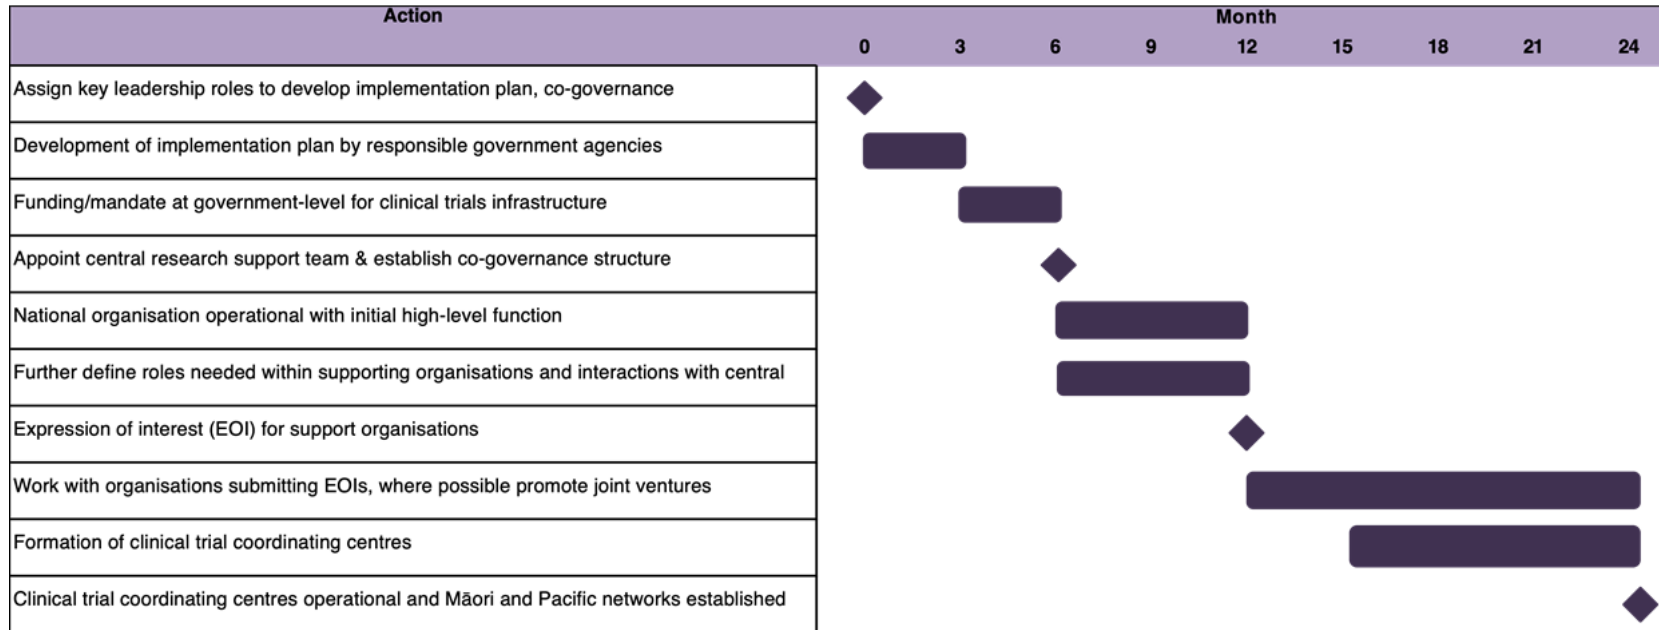 Action
Month
0 3 6 9 12 15 18 21 24
Assign key leadership roles to develop implementation plan, co-governance
Development of implementation plan by responsible government agencies
Funding/mandate at government-level for clinical trials infrastructure
Appoint central research support team & establish co-governance structure
National organisation operational with initial high-level function
Further define roles needed within supporting organisations and interactions with central
Expression of interest (EOI) for support organisations
Work with organisations submitting EOIs, where possible promote joint ventures
Formation of clinical trial coordinating centres
Clinical trial coordinating centres operational and Māori and Pacific networks established